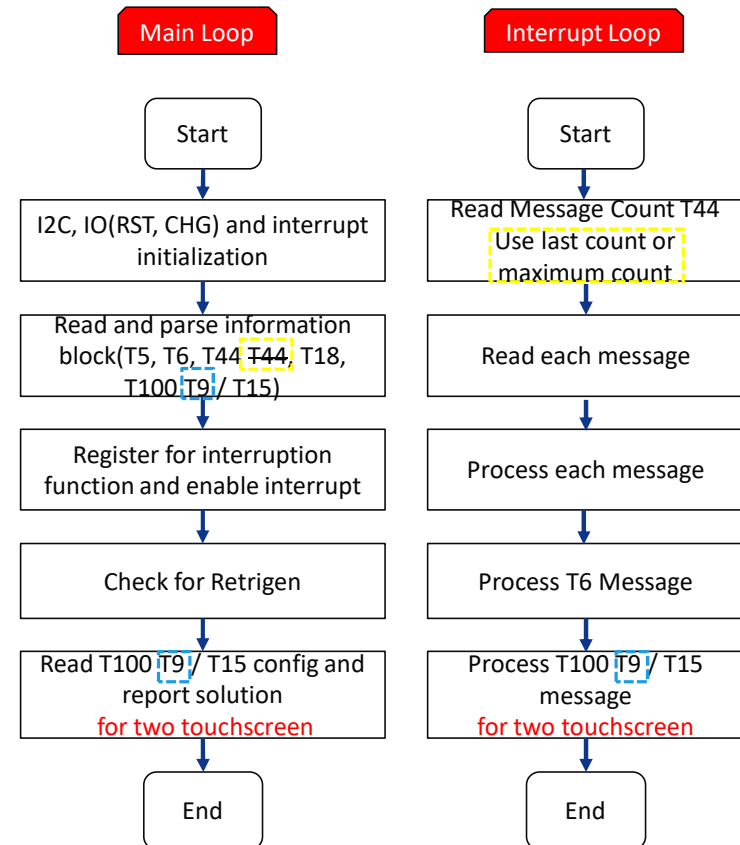 Main Loop
Start
I2C, IO(RST, CHG) and interrupt
initialization
Read and parse information
block(T5, T6, T44 T44, T18,
T100 T9 / T15)
Register for interruption
function and enable interrupt
Check for Retrigen
Read T100 T9 / T15 config and
report solution
for two touchscreen
End
Interrupt Loop
Start
Read Message Count T44
Use last count or
maximum count
Read each message
Process each message
Process T6 Message
Process T100 T9 / T15
message
for two touchscreen
End